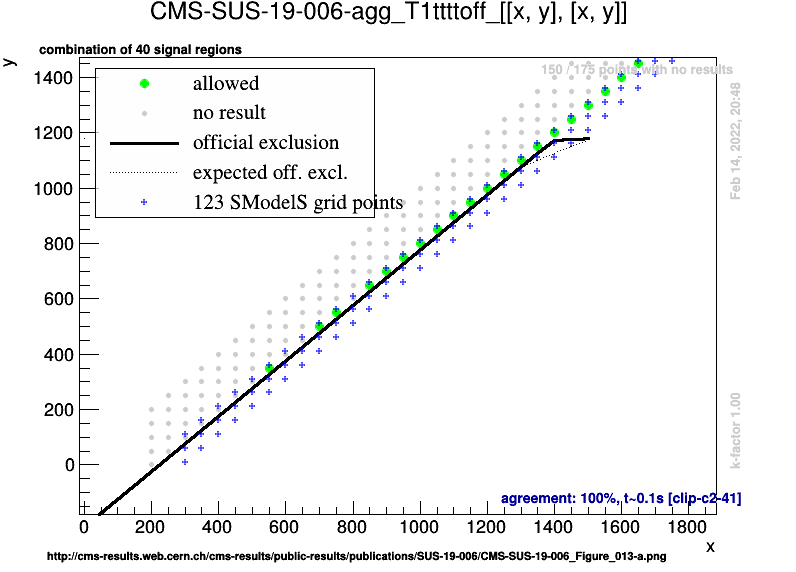 CMS-SUS-19-006-agg_T1ttttoff_[[x, y], [x, y]]
combination of 40 signal regions
y
150 / 175 points with no results
allowed
no result
official exclusion
expected off. excl.
123 SModelS grid points
Feb 14, 2022, 20:48
k-factor 1.00
1400
1200
1000
800
600
400
200
0
agreement: 100%, t~0.1s [clip-c2-41]
0 200 400 600 800 1000 1200 1400 1600 1800
x
http://cms-results.web.cern.ch/cms-results/public-results/publications/SUS-19-006/CMS-SUS-19-006_Figure_013-a.png